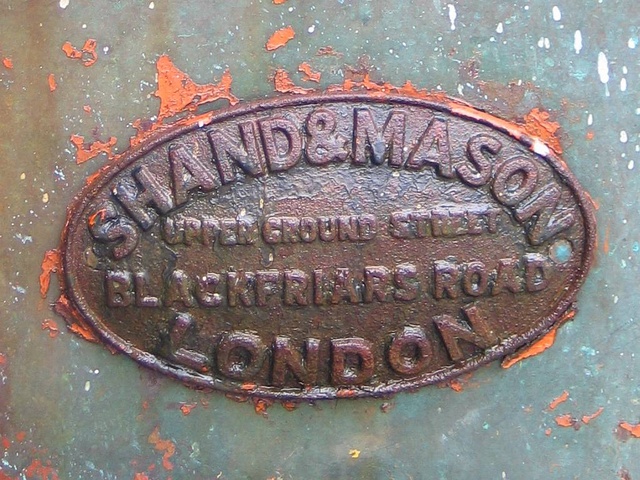 SHAND & MASON.
UPPER GROUND STREET
BLACKFRIARS ROAD
LONDON